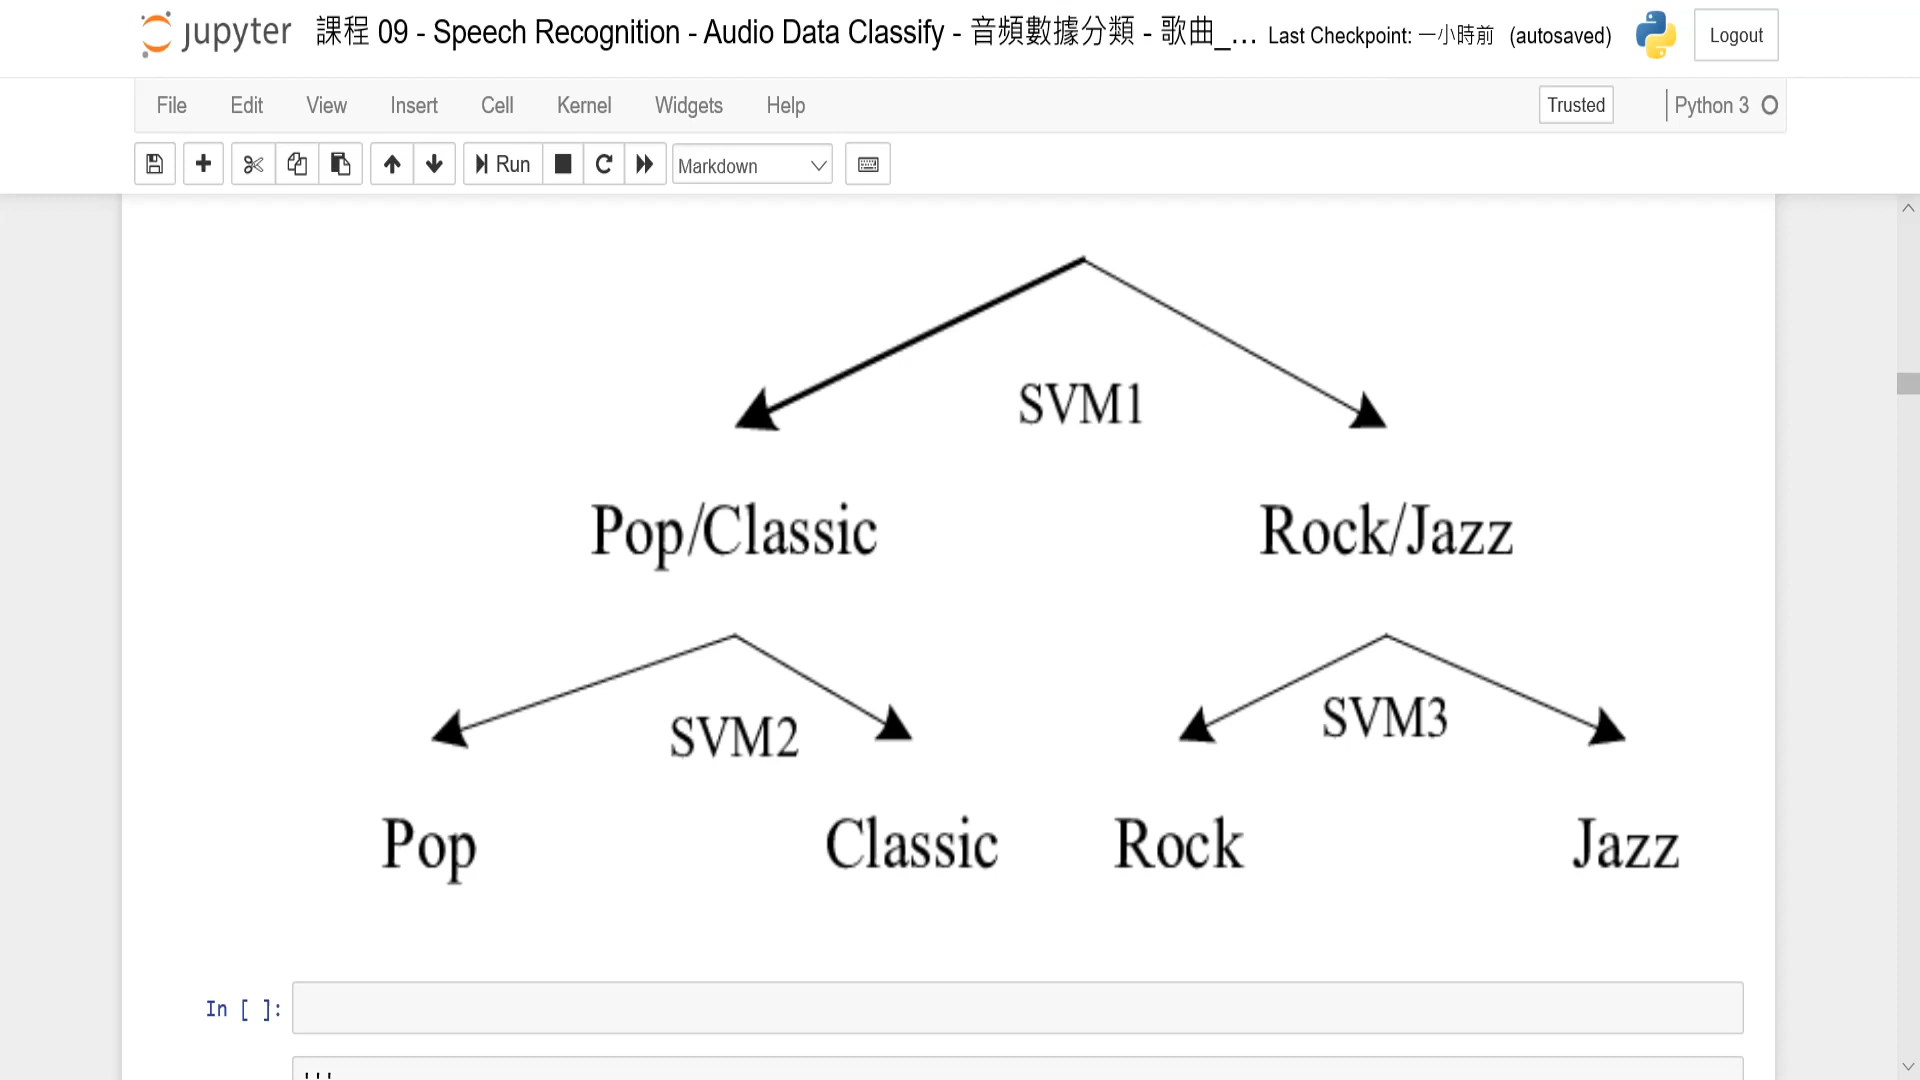 jupyter 課程 09 - Speech Recognition - Audio Data Classify - 音頻數據分類 - 歌曲_... Last Checkpoint: 一小時前 (autosaved) Logout
File Edit View Insert Cell Kernel Widgets Help Trusted Python 3
Run Markdown
SVM1
Pop/Classic Rock/Jazz
SVM2 SVM3
Pop Classic Rock Jazz
In [ ]:
'''